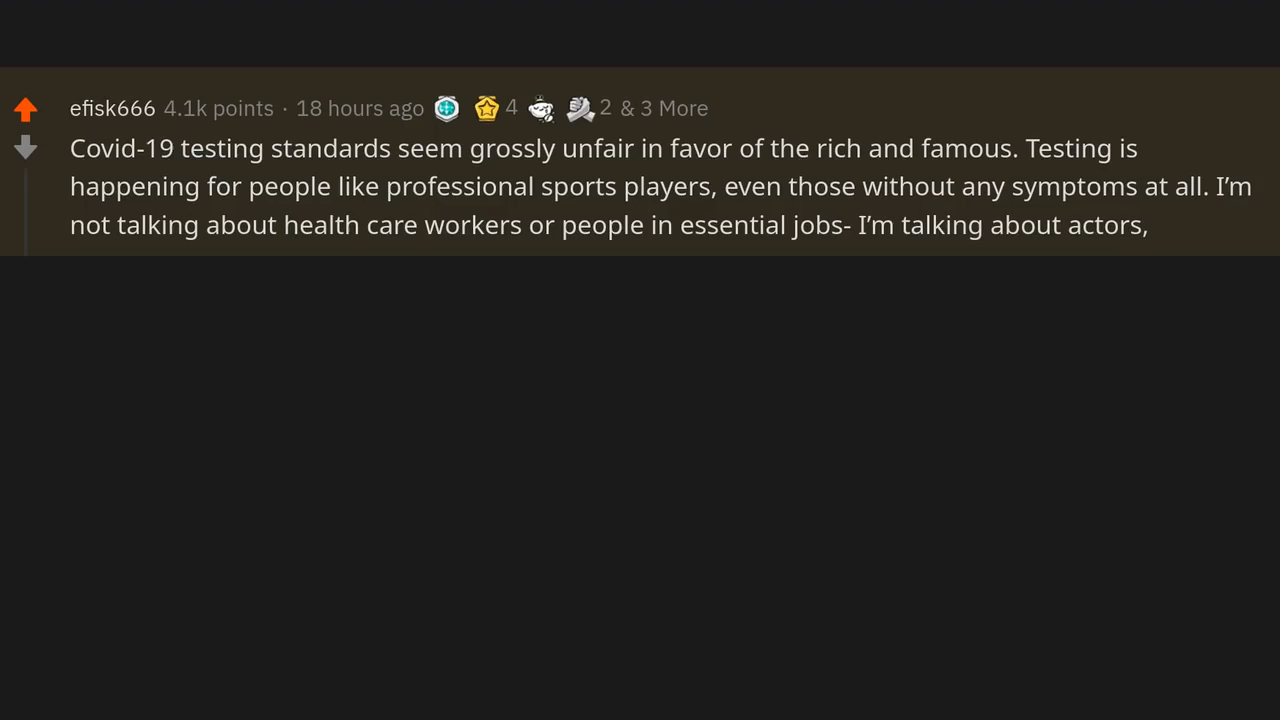 efisk666 4.1k points · 18 hours ago 4 2 & 3 More
Covid-19 testing standards seem grossly unfair in favor of the rich and famous. Testing is
happening for people like professional sports players, even those without any symptoms at all. I’m
not talking about health care workers or people in essential jobs- I’m talking about actors,